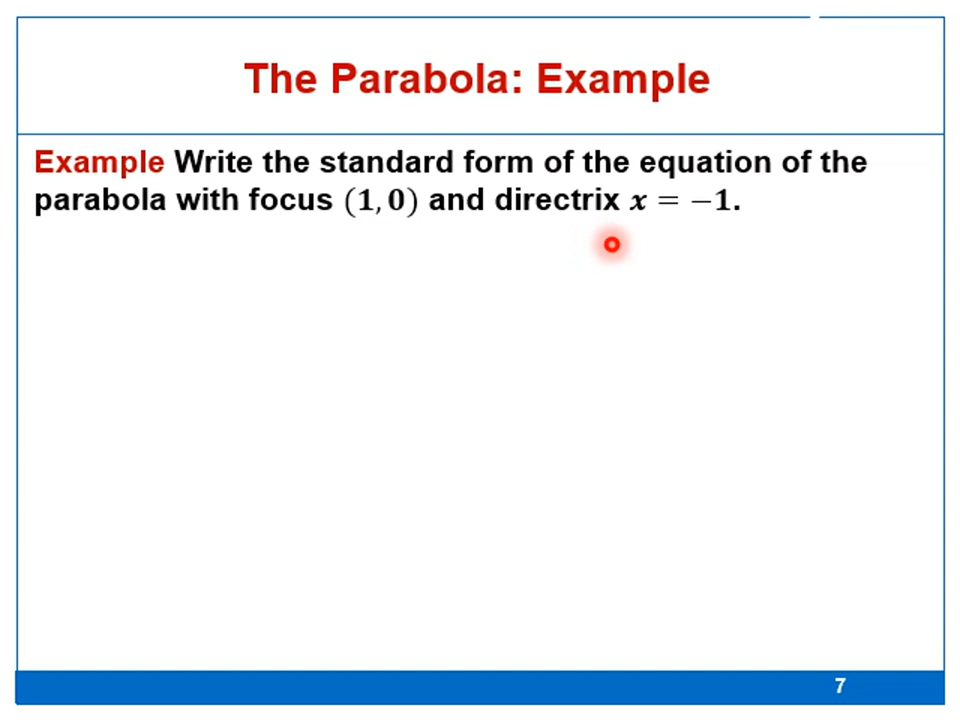 The Parabola: Example
Example Write the standard form of the equation of the
parabola with focus (1, 0) and directrix x = −1.
7